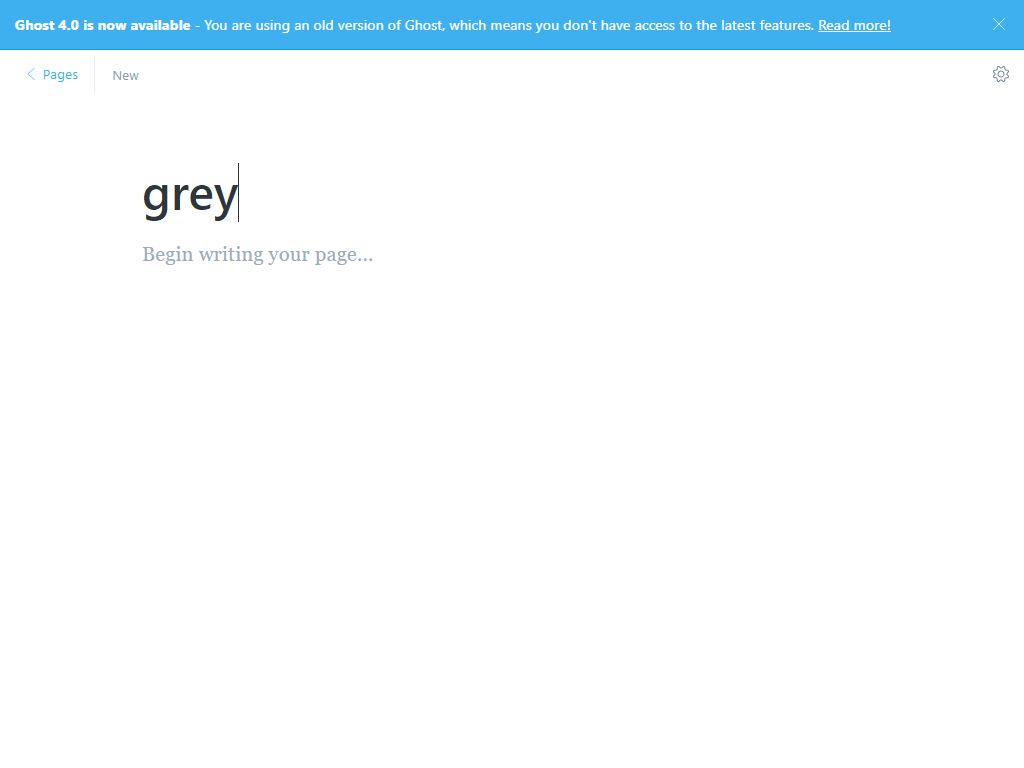 Ghost 4.0 is now available - You are using an old version of Ghost, which means you don't have access to the latest features. Read more!
Pages
New
grey
Begin writing your page...